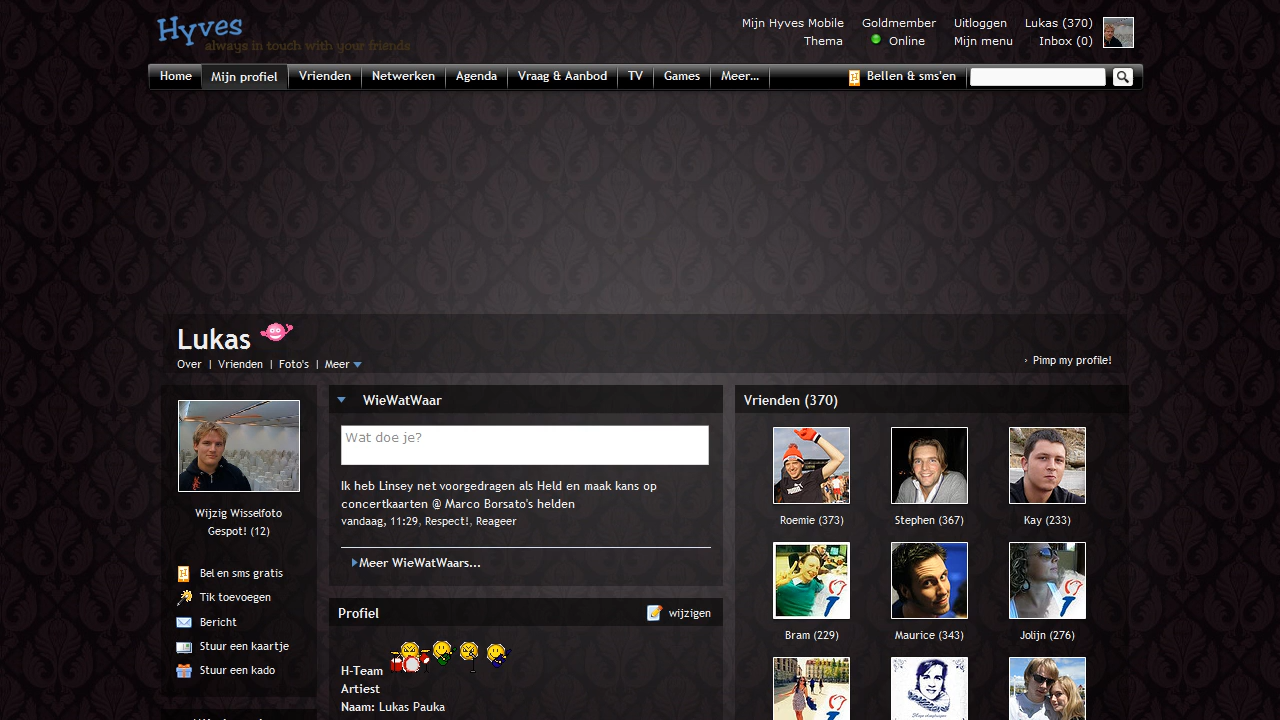 Hyves
always in touch with your friends
Mijn Hyves Mobile Goldmember Uitloggen Lukas (370)
Thema Online Mijn menu Inbox (0)
Home Mijn profiel Vrienden Netwerken Agenda Vraag & Aanbod TV Games Meer... Bellen & sms'en
Lukas
Over | Vrienden | Foto's | Meer
› Pimp my profile!
Wijzig Wisselfoto
Gespot! (12)
Bel en sms gratis
Tik toevoegen
Bericht
Stuur een kaartje
Stuur een kado
WieWatWaar
Wat doe je?
Ik heb Linsey net voorgedragen als Held en maak kans op
concertkaarten @ Marco Borsato's helden
vandaag, 11:29, Respect!, Reageer
Meer WieWatWaars...
Profiel wijzigen
H-Team
Artiest
Naam: Lukas Pauka
Vrienden (370)
Roemie (373) Stephen (367) Kay (233)
Bram (229) Maurice (343) Jolijn (276)